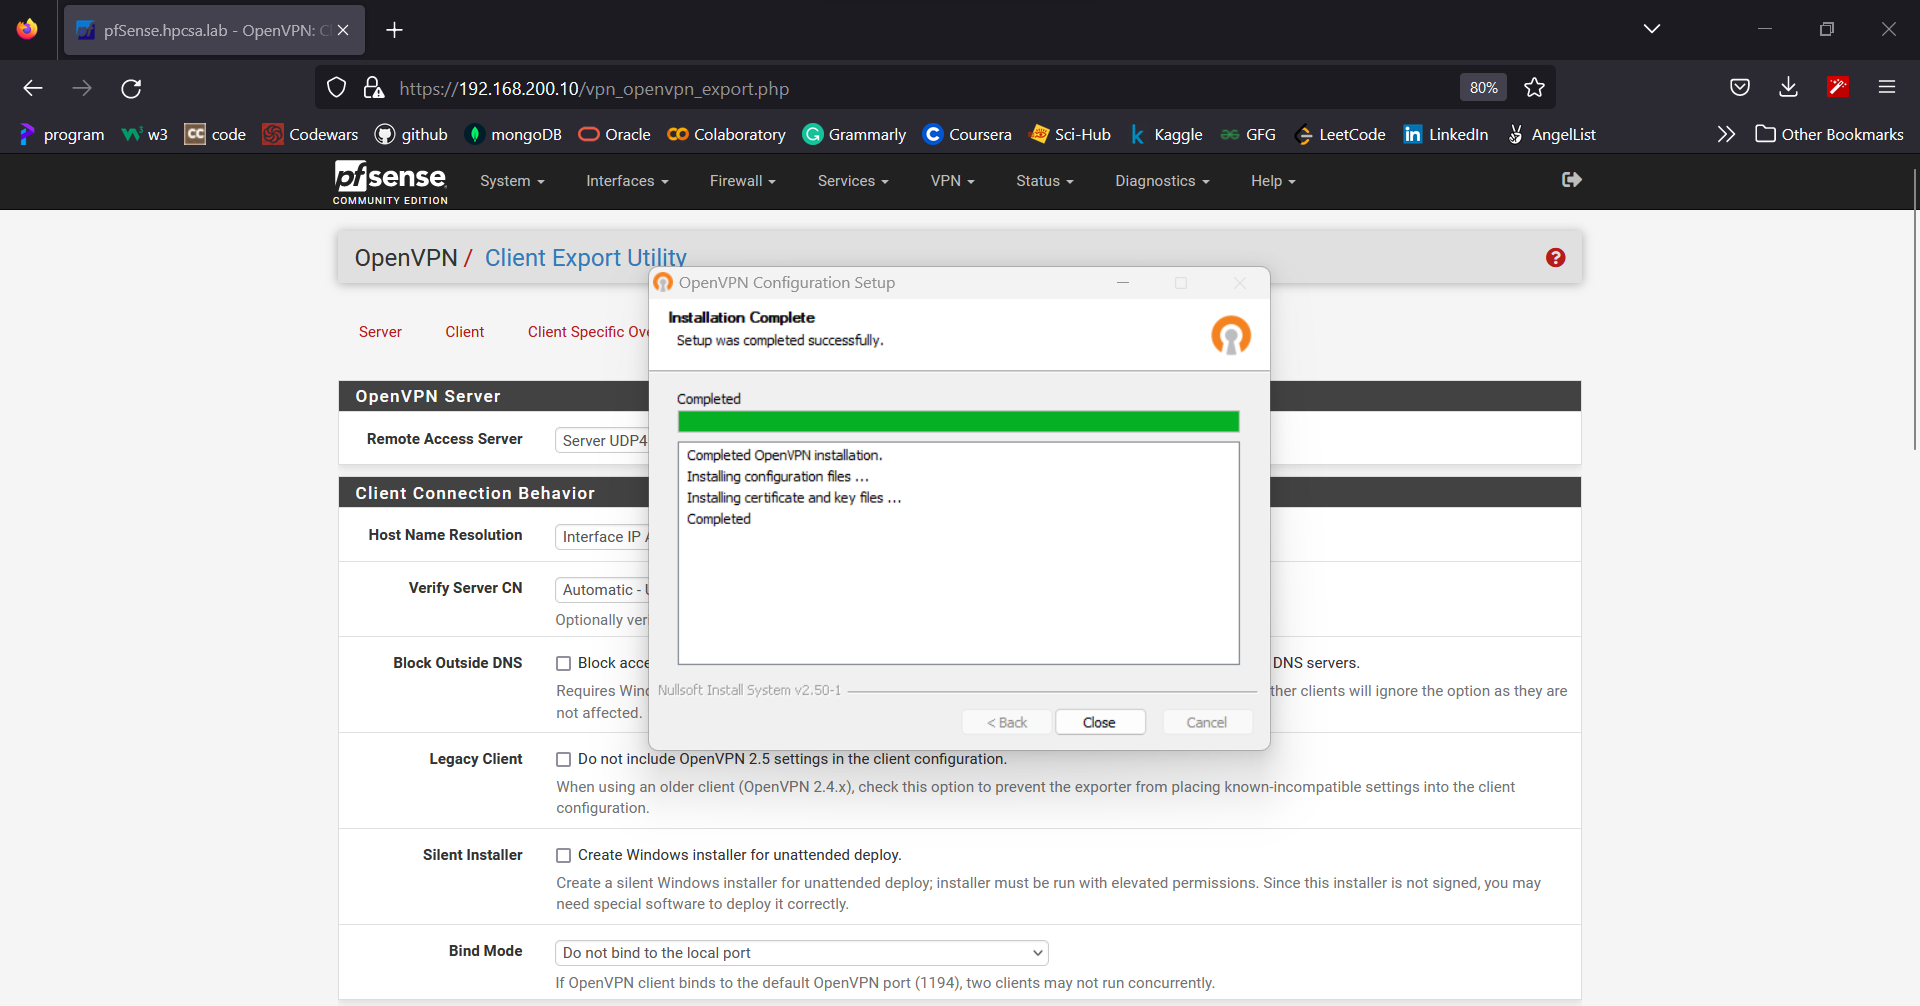 pfSense.hpcsa.lab - OpenVPN: Cl
https://192.168.200.10/vpn_openvpn_export.php
80%
program
w3
code
Codewars
github
mongoDB
Oracle
Colaboratory
Grammarly
Coursera
Sci-Hub
Kaggle
GFG
LeetCode
LinkedIn
AngelList
Other Bookmarks
pfsense
COMMUNITY EDITION
System
Interfaces
Firewall
Services
VPN
Status
Diagnostics
Help
OpenVPN / Client Export Utility
OpenVPN Configuration Setup
Installation Complete
Setup was completed successfully.
Completed
Completed OpenVPN installation.
Installing configuration files ...
Installing certificate and key files ...
Completed
Nullsoft Install System v2.50-1
< Back
Close
Cancel
Server
Client
Client Specific Ove
OpenVPN Server
Remote Access Server
Server UDP4
Client Connection Behavior
Host Name Resolution
Interface IP A
Verify Server CN
Automatic - U
Optionally ver
Block Outside DNS
Block acce
DNS servers.
Requires Wind
ther clients will ignore the option as they are
not affected.
Legacy Client
Do not include OpenVPN 2.5 settings in the client configuration.
When using an older client (OpenVPN 2.4.x), check this option to prevent the exporter from placing known-incompatible settings into the client
configuration.
Silent Installer
Create Windows installer for unattended deploy.
Create a silent Windows installer for unattended deploy; installer must be run with elevated permissions. Since this installer is not signed, you may
need special software to deploy it correctly.
Bind Mode
Do not bind to the local port
If OpenVPN client binds to the default OpenVPN port (1194), two clients may not run concurrently.